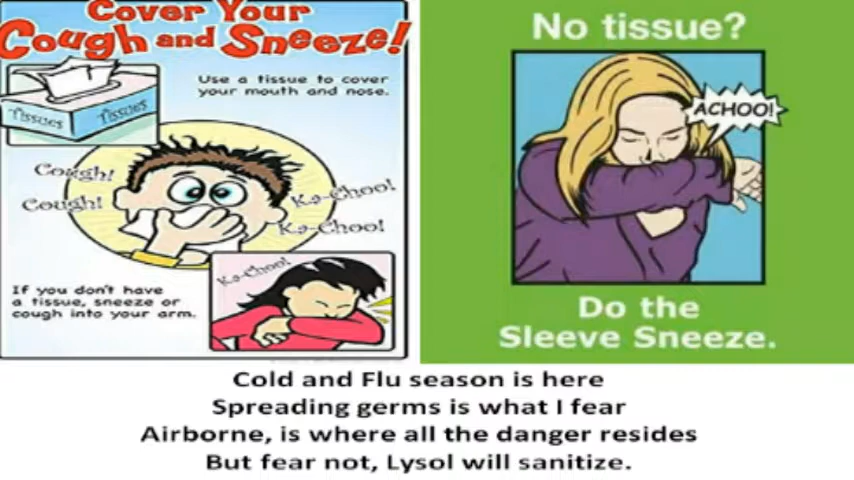 Cover Your
Cough and Sneeze!
Use a tissue to cover
your mouth and nose.
Tissues Tissues
Cough!
Cough!
Ka-Choo!
Ka-Choo!
If you don't have
a tissue, sneeze or
cough into your arm.
Ka-Choo!
No tissue?
ACHOO!
Do the
Sleeve Sneeze.
Cold and Flu season is here
Spreading germs is what I fear
Airborne, is where all the danger resides
But fear not, Lysol will sanitize.